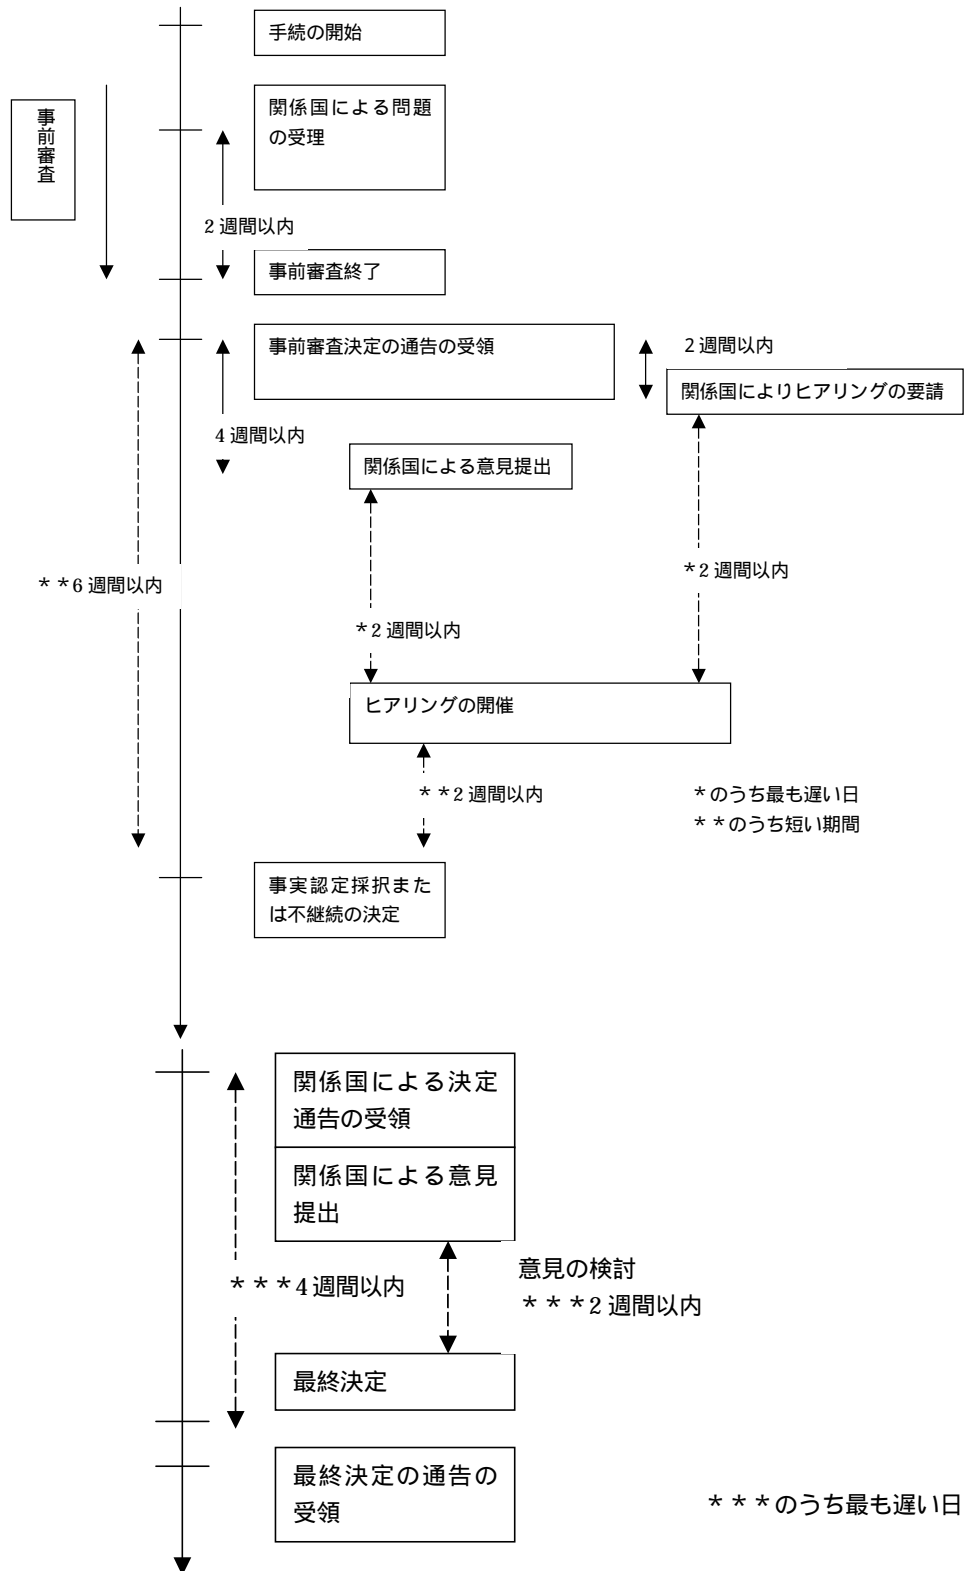 手続の開始
事前審査
関係国による問題
の受理
2 週間以内
事前審査終了
事前審査決定の通告の受領
2 週間以内
関係国によりヒアリングの要請
4 週間以内
関係国による意見提出
＊＊6 週間以内
*2 週間以内
*2 週間以内
ヒアリングの開催
＊＊2 週間以内
*のうち最も遅い日
＊＊のうち短い期間
事実認定採択また
は不継続の決定
関係国による決定
通告の受領
関係国による意見
提出
＊＊＊4 週間以内
意見の検討
＊＊＊2 週間以内
最終決定
最終決定の通告の
受領
＊＊＊のうち最も遅い日